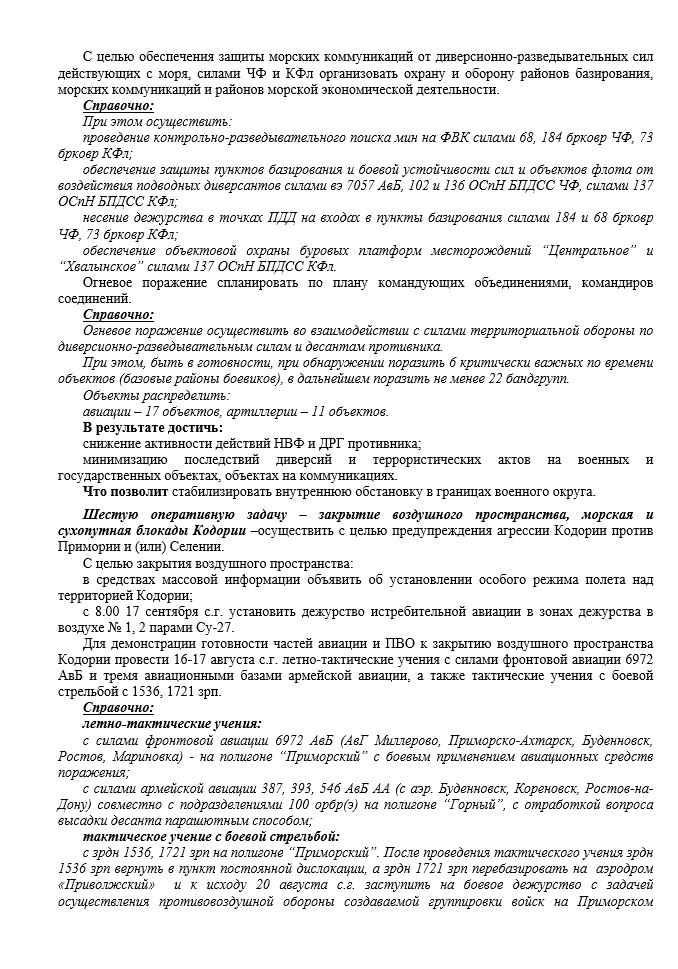 С целью обеспечения защиты морских коммуникаций от диверсионно-разведывательных сил
действующих с моря, силами ЧФ и КФл организовать охрану и оборону районов базирования,
морских коммуникаций и районов морской экономической деятельности.
Справочно:
При этом осуществить:
проведение контрольно-разведывательного поиска мин на ФВК силами 68, 184 брковр ЧФ, 73
брковр КФл;
обеспечение защиты пунктов базирования и боевой устойчивости сил и объектов флота от
воздействия подводных диверсантов силами вэ 7057 АвБ, 102 и 136 ОСпН БПДСС ЧФ, силами 137
ОСпН БПДСС КФл;
несение дежурства в точках ПДД на входах в пункты базирования силами 184 и 68 брковр
ЧФ, 73 брковр КФл;
обеспечение объектовой охраны буровых платформ месторождений “Центральное” и
“Хвалынское” силами 137 ОСпН БПДСС КФл.
Огневое поражение спланировать по плану командующих объединениями, командиров
соединений.
Справочно:
Огневое поражение осуществить во взаимодействии с силами территориальной обороны по
диверсионно-разведывательным силам и десантам противника.
При этом, быть в готовности, при обнаружении поразить 6 критически важных по времени
объектов (базовые районы боевиков), в дальнейшем поразить не менее 22 бандгрупп.
Объекты распределить:
авиации – 17 объектов, артиллерии – 11 объектов.
В результате достичь:
снижение активности действий НВФ и ДРГ противника;
минимизацию последствий диверсий и террористических актов на военных и
государственных объектах, объектах на коммуникациях.
Что позволит стабилизировать внутреннюю обстановку в границах военного округа.
Шестую оперативную задачу – закрытие воздушного пространства, морская и
сухопутная блокады Кодории –осуществить с целью предупреждения агрессии Кодории против
Примории и (или) Селении.
С целью закрытия воздушного пространства:
в средствах массовой информации объявить об установлении особого режима полета над
территорией Кодории;
с 8.00 17 сентября с.г. установить дежурство истребительной авиации в зонах дежурства в
воздухе № 1, 2 парами Су-27.
Для демонстрации готовности частей авиации и ПВО к закрытию воздушного пространства
Кодории провести 16-17 августа с.г. летно-тактические учения с силами фронтовой авиации 6972
АвБ и тремя авиационными базами армейской авиации, а также тактические учения с боевой
стрельбой с 1536, 1721 зрп.
Справочно:
летно-тактические учения:
с силами фронтовой авиации 6972 АвБ (АвГ Миллерово, Приморско-Ахтарск, Буденновск,
Ростов, Мариновка) - на полигоне “Приморский” с боевым применением авиационных средств
поражения;
с силами армейской авиации 387, 393, 546 АвБ АА (с аэр. Буденновск, Кореновск, Ростов-на-
Дону) совместно с подразделениями 100 орбр(э) на полигоне “Горный”, с отработкой вопроса
высадки десанта парашютным способом;
тактическое учение с боевой стрельбой:
с зрдн 1536, 1721 зрп на полигоне “Приморский”. После проведения тактического учения зрдн
1536 зрп вернуть в пункт постоянной дислокации, а зрдн 1721 зрп перебазировать на аэродром
«Приволжский» и к исходу 20 августа с.г. заступить на боевое дежурство с задачей
осуществления противовоздушной обороны создаваемой группировки войск на Приморском